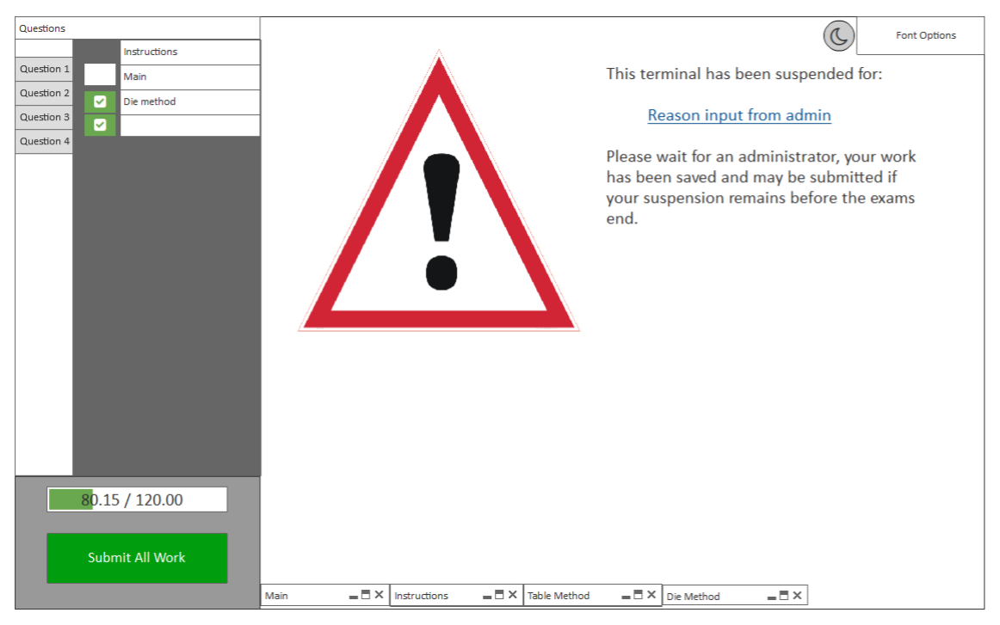 Questions
Font Options
Instructions
Question 1
Main
Question 2
Die method
Question 3
Question 4
This terminal has been suspended for:
Reason input from admin
Please wait for an administrator, your work
has been saved and may be submitted if
your suspension remains before the exams
end.
80.15 / 120.00
Submit All Work
Main
Instructions
Table Method
Die Method